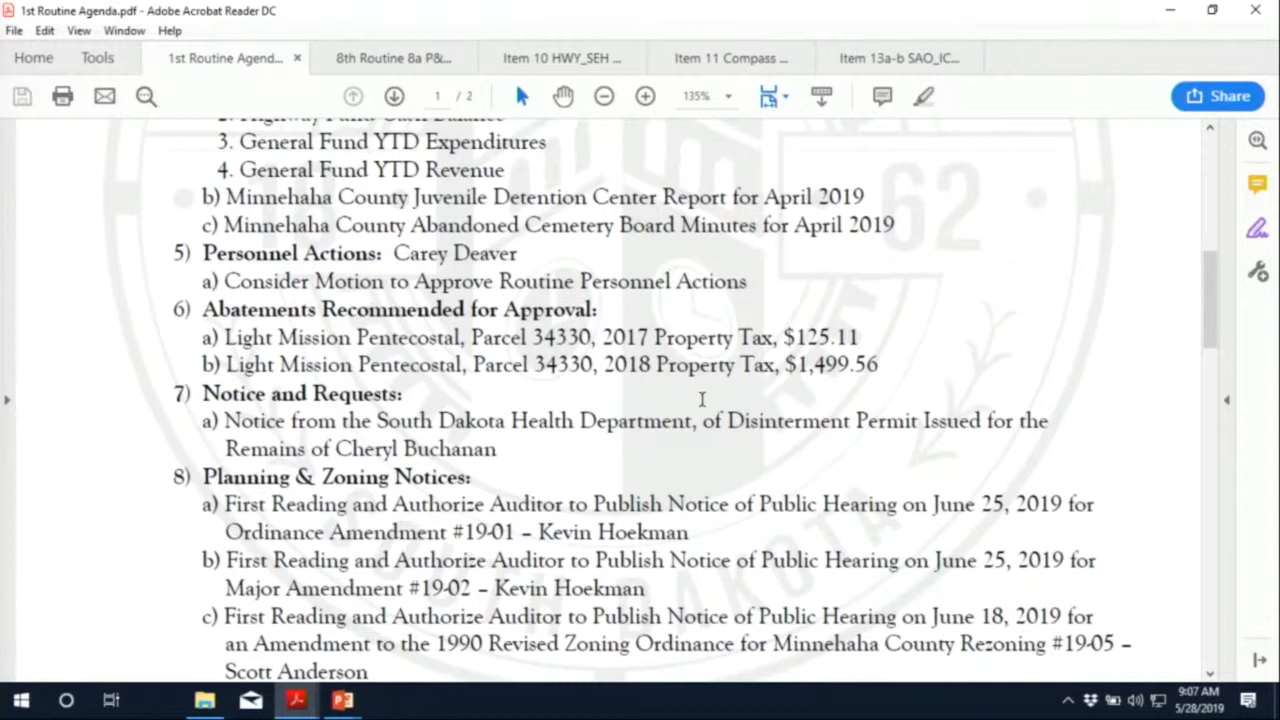 1st Routine Agenda.pdf - Adobe Acrobat Reader DC
File Edit View Window Help
Home Tools 1st Routine Agend... × 8th Routine 8a P&... Item 10 HWY_SEH ... Item 11 Compass ... Item 13a-b SAO_IC...
1 / 2 135% Share
2. Highway Fund Cash Balance
3. General Fund YTD Expenditures
4. General Fund YTD Revenue
b) Minnehaha County Juvenile Detention Center Report for April 2019
c) Minnehaha County Abandoned Cemetery Board Minutes for April 2019
5) Personnel Actions: Carey Deaver
a) Consider Motion to Approve Routine Personnel Actions
6) Abatements Recommended for Approval:
a) Light Mission Pentecostal, Parcel 34330, 2017 Property Tax, $125.11
b) Light Mission Pentecostal, Parcel 34330, 2018 Property Tax, $1,499.56
7) Notice and Requests:
a) Notice from the South Dakota Health Department, of Disinterment Permit Issued for the
Remains of Cheryl Buchanan
8) Planning & Zoning Notices:
a) First Reading and Authorize Auditor to Publish Notice of Public Hearing on June 25, 2019 for
Ordinance Amendment #19-01 – Kevin Hoekman
b) First Reading and Authorize Auditor to Publish Notice of Public Hearing on June 25, 2019 for
Major Amendment #19-02 – Kevin Hoekman
c) First Reading and Authorize Auditor to Publish Notice of Public Hearing on June 18, 2019 for
an Amendment to the 1990 Revised Zoning Ordinance for Minnehaha County Rezoning #19-05 –
Scott Anderson
18 62
SOUTH DAKOTA
9:07 AM
5/28/2019